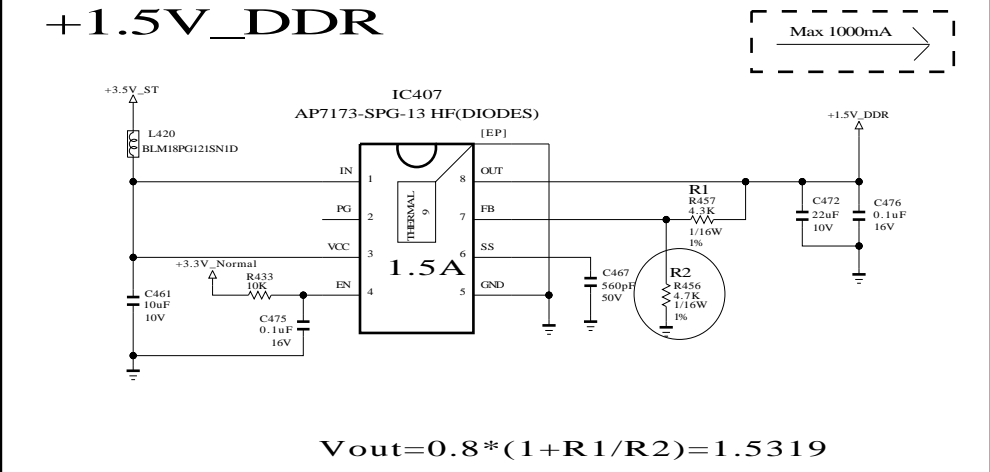 +1.5V_DDR
Max 1000mA
+3.5V_ST
L420
BLM18PG121SN1D
IC407
AP7173-SPG-13 HF(DIODES)
[EP]
+1.5V_DDR
IN
1
PG
2
VCC
3
EN
4
THERMAL
9
1.5A
8
OUT
7
FB
6
SS
5
GND
R1
R457
4.3K
1/16W
1%
C472
22uF
10V
C476
0.1uF
16V
+3.3V_Normal
R433
10K
C461
10uF
10V
C475
0.1uF
16V
C467
560pF
50V
R2
R456
4.7K
1/16W
1%
Vout=0.8*(1+R1/R2)=1.5319